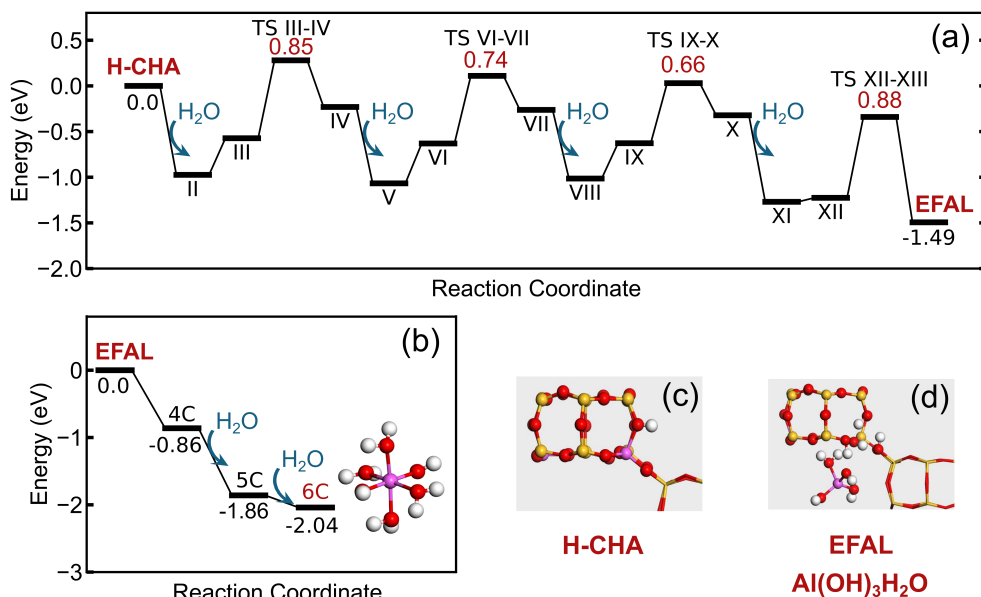 (a)
Energy (eV)
0.5
0.0
−0.5
−1.0
−1.5
−2.0
H-CHA
0.0
H₂O
II
III
TS III-IV
0.85
IV
H₂O
V
VI
TS VI-VII
0.74
VII
H₂O
VIII
IX
TS IX-X
0.66
X
H₂O
XI
XII
TS XII-XIII
0.88
EFAL
-1.49
Reaction Coordinate
(b)
Energy (eV)
0
−1
−2
−3
EFAL
0.0
4C
-0.86
H₂O
5C
-1.86
H₂O
6C
-2.04
Reaction Coordinate
(c)
H-CHA
(d)
EFAL
Al(OH)₃H₂O